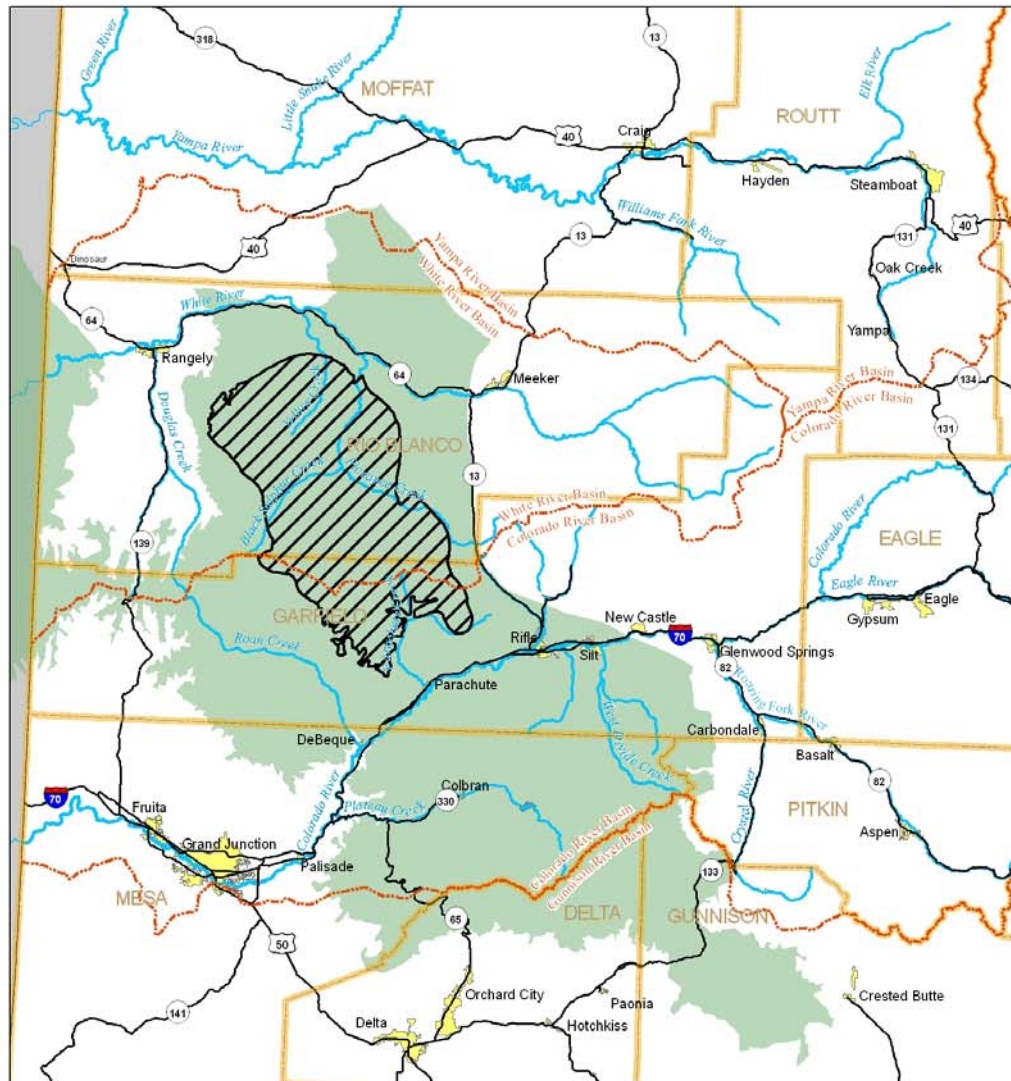 318
13
Green River
Little Snake River
MOFFAT
Elk River
ROUTT
Yampa River
40
Craig
Hayden
Steamboat
Williams Fork River
40
13
131
40
Dinosaur
Yampa River Basin
White River Basin
Oak Creek
White River
64
Rangely
Yampa
64
Meeker
Yampa River Basin
Colorado River Basin
134
Douglas Creek
131
RIO BLANCO
Piceance Creek
Black Sulphur Creek
13
White River Basin
Colorado River Basin
139
Colorado River
EAGLE
Eagle River
Eagle
Gypsum
GARFIELD
New Castle
70
Rifle
Silt
Glenwood Springs
82
Roan Creek
Parachute
Roaring Fork River
West Divide Creek
Carbondale
DeBeque
Basalt
82
Colbran
330
Plateau Creek
Colorado River
Crystal River
PITKIN
70
Fruita
Grand Junction
Palisade
Aspen
Colorado River Basin
Gunnison River Basin
133
MESA
DELTA
GUNNISON
65
50
Orchard City
Paonia
Crested Butte
141
Delta
Hotchkiss